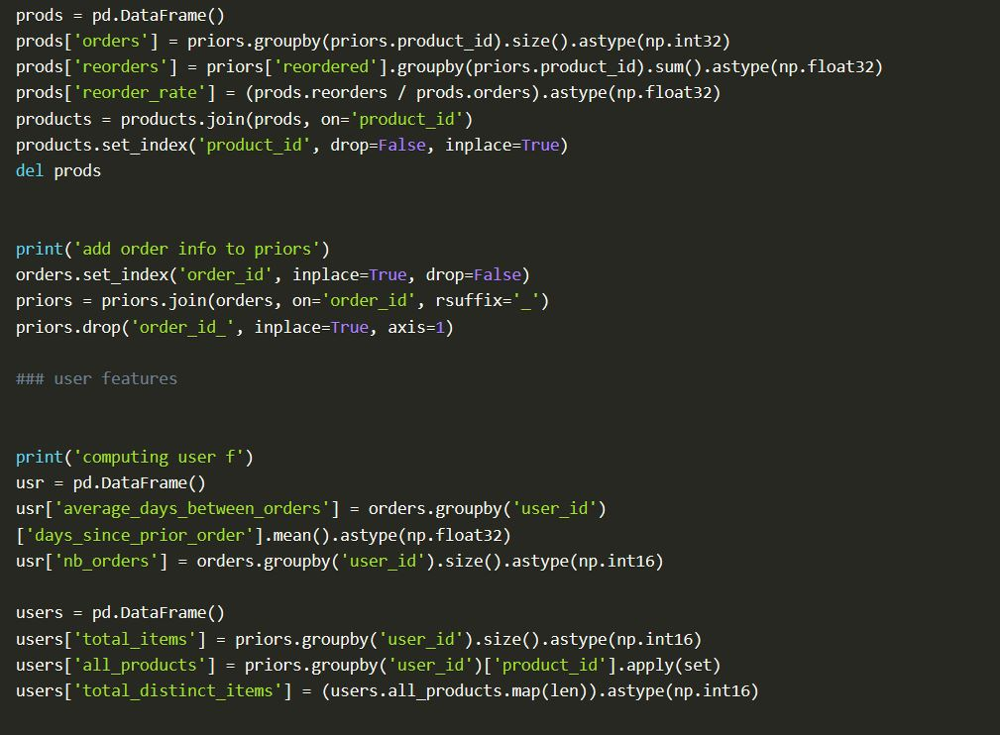 prods = pd.DataFrame()
prods['orders'] = priors.groupby(priors.product_id).size().astype(np.int32)
prods['reorders'] = priors['reordered'].groupby(priors.product_id).sum().astype(np.float32)
prods['reorder_rate'] = (prods.reorders / prods.orders).astype(np.float32)
products = products.join(prods, on='product_id')
products.set_index('product_id', drop=False, inplace=True)
del prods
print('add order info to priors')
orders.set_index('order_id', inplace=True, drop=False)
priors = priors.join(orders, on='order_id', rsuffix='_')
priors.drop('order_id_', inplace=True, axis=1)
### user features
print('computing user f')
usr = pd.DataFrame()
usr['average_days_between_orders'] = orders.groupby('user_id')
['days_since_prior_order'].mean().astype(np.float32)
usr['nb_orders'] = orders.groupby('user_id').size().astype(np.int16)
users = pd.DataFrame()
users['total_items'] = priors.groupby('user_id').size().astype(np.int16)
users['all_products'] = priors.groupby('user_id')['product_id'].apply(set)
users['total_distinct_items'] = (users.all_products.map(len)).astype(np.int16)